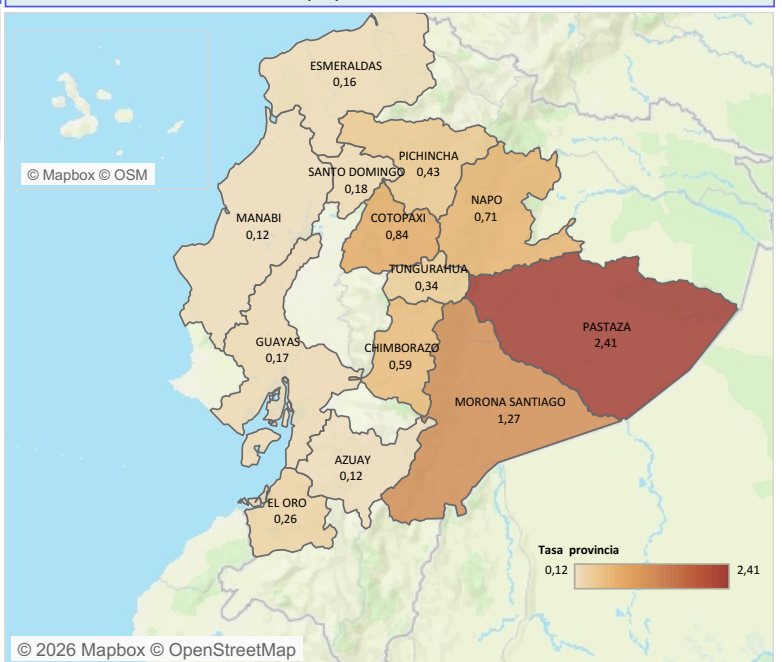 ESMERALDAS
0,16
© Mapbox © OSM
PICHINCHA
0,43
SANTO DOMINGO
0,18
NAPO
0,71
MANABI
0,12
COTOPAXI
0,84
TUNGURAHUA
0,34
PASTAZA
2,41
GUAYAS
0,17
CHIMBORAZO
0,59
MORONA SANTIAGO
1,27
AZUAY
0,12
EL ORO
0,26
Tasa provincia
0,12 2,41
© 2026 Mapbox © OpenStreetMap